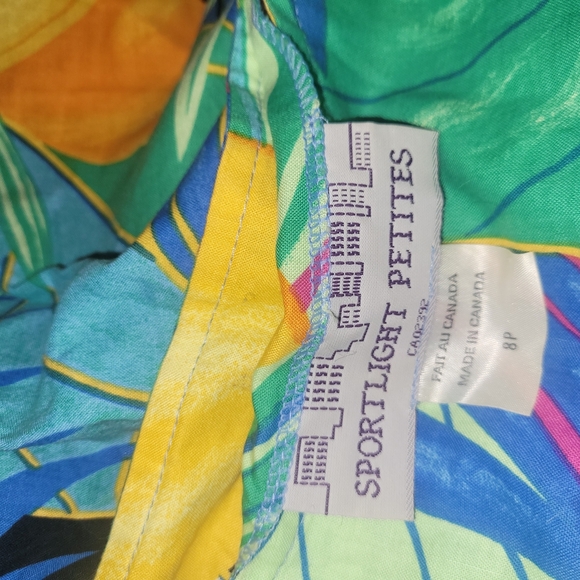 SPORTLIGHT PETITES
CA02392
FAIT AU CANADA
MADE IN CANADA
8P